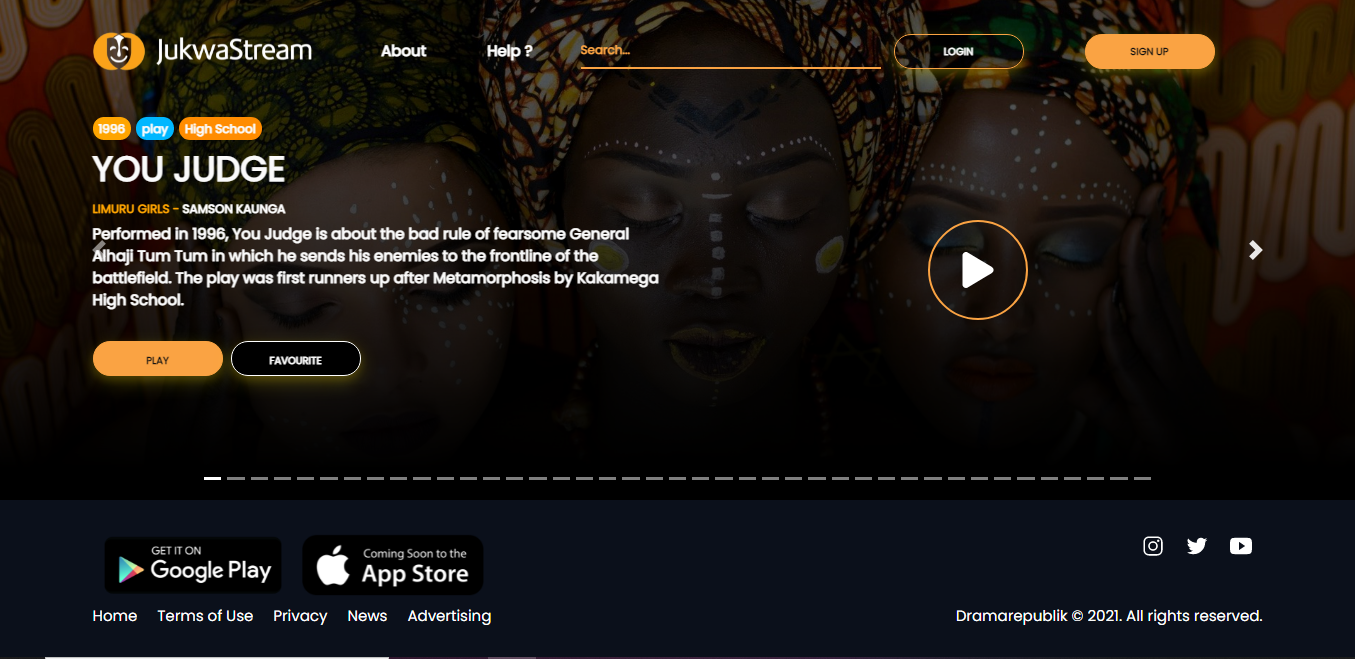 JukwaStream
About
Help ?
Search...
LOGIN
SIGN UP
1996
play
High School
YOU JUDGE
LIMURU GIRLS - SAMSON KAUNGA
Performed in 1996, You Judge is about the bad rule of fearsome General
Alhaji Tum Tum in which he sends his enemies to the frontline of the
battlefield. The play was first runners up after Metamorphosis by Kakamega
High School.
PLAY
FAVOURITE
GET IT ON
Google Play
Coming Soon to the
App Store
Home
Terms of Use
Privacy
News
Advertising
Dramarepublik © 2021. All rights reserved.